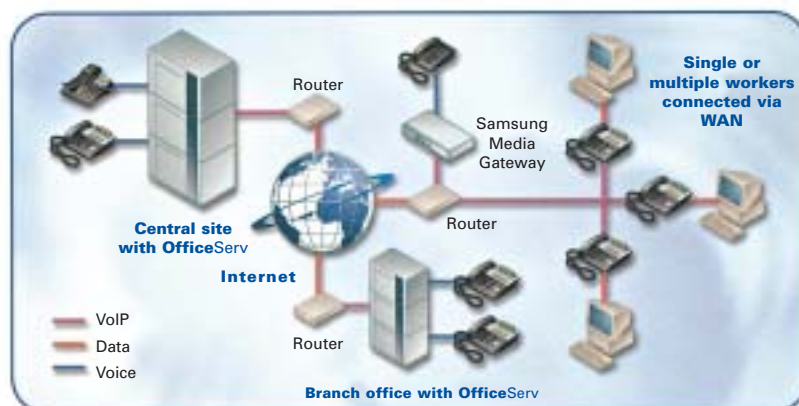 Router
Single or
multiple workers
connected via
WAN
Samsung
Media
Gateway
Router
Central site
with OfficeServ
Internet
Router
VoIP
Data
Voice
Branch office with OfficeServ